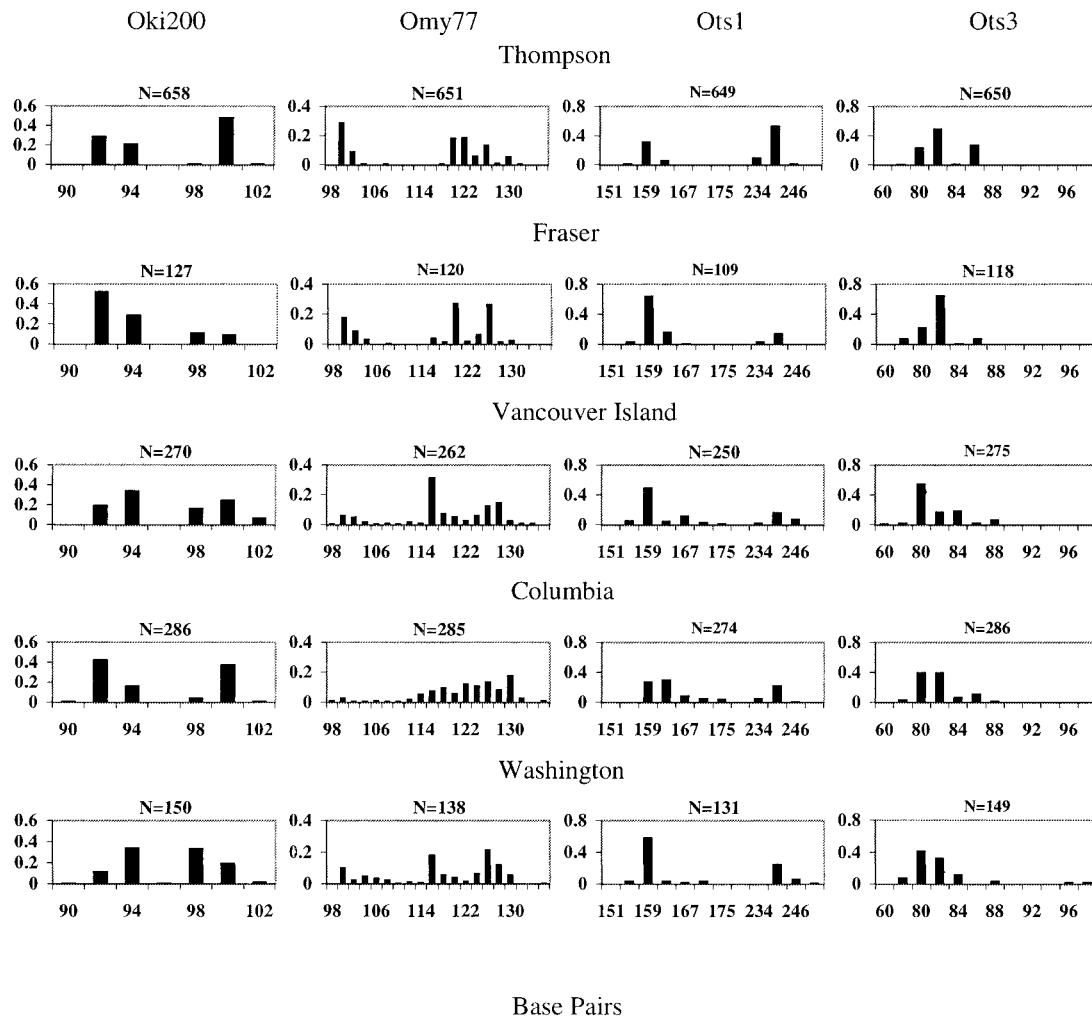 Oki200 Omy77 Ots1 Ots3
Thompson
N=658 N=651 N=649 N=650
0.6 0.4 0.8 0.8
0.4
0.2 0.2 0.4 0.4
0 0 0 0
90 94 98 102 98 106 114 122 130 151 159 167 175 234 246 60 80 84 88 92 96
Fraser
N=127 N=120 N=109 N=118
0.6 0.4 0.8 0.8
0.4
0.2 0.2 0.4 0.4
0 0 0 0
90 94 98 102 98 106 114 122 130 151 159 167 175 234 246 60 80 84 88 92 96
Vancouver Island
N=270 N=262 N=250 N=275
0.6 0.4 0.8 0.8
0.4
0.2 0.2 0.4 0.4
0 0 0 0
90 94 98 102 98 106 114 122 130 151 159 167 175 234 246 60 80 84 88 92 96
Columbia
N=286 N=285 N=274 N=286
0.6 0.4 0.8 0.8
0.4
0.2 0.2 0.4 0.4
0 0 0 0
90 94 98 102 98 106 114 122 130 151 159 167 175 234 246 60 80 84 88 92 96
Washington
N=150 N=138 N=131 N=149
0.6 0.4 0.8 0.8
0.4
0.2 0.2 0.4 0.4
0 0 0 0
90 94 98 102 98 106 114 122 130 151 159 167 175 234 246 60 80 84 88 92 96
Base Pairs